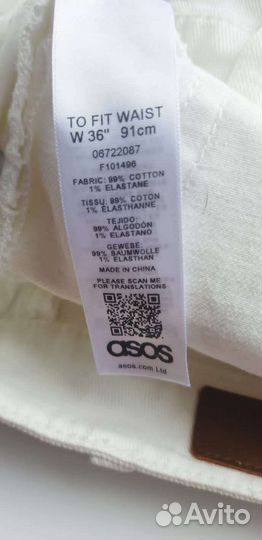 TO FIT WAIST
W 36" 91cm
06722087
F101496
FABRIC: 99% COTTON
1% ELASTANE
TISSU: 99% COTON
1% ELASTHANNE
TEJIDO:
99% ALGODÓN
1% ELASTANO
GEWEBE:
99% BAUMWOLLE
1% ELASTHAN
MADE IN CHINA
PLEASE SCAN ME
FOR TRANSLATIONS
asos
asos.com Ltd
Avito